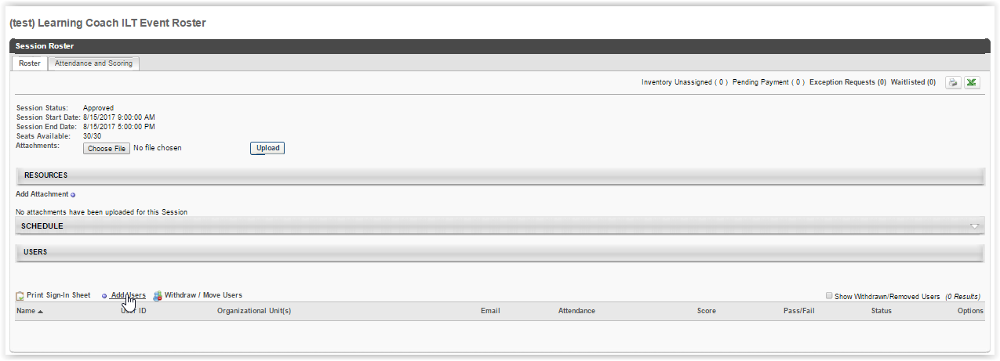 (test) Learning Coach ILT Event Roster
Session Roster
Roster Attendance and Scoring
Inventory Unassigned ( 0 ) Pending Payment ( 0 ) Exception Requests (0) Waitlisted (0)
Session Status: Approved
Session Start Date: 8/15/2017 9:00:00 AM
Session End Date: 8/15/2017 5:00:00 PM
Seats Available: 30/30
Attachments: Choose File No file chosen Upload
RESOURCES
Add Attachment
No attachments have been uploaded for this Session
SCHEDULE
USERS
Print Sign-In Sheet Add Users Withdraw / Move Users Show Withdrawn/Removed Users (0 Results)
Name User ID Organizational Unit(s) Email Attendance Score Pass/Fail Status Options